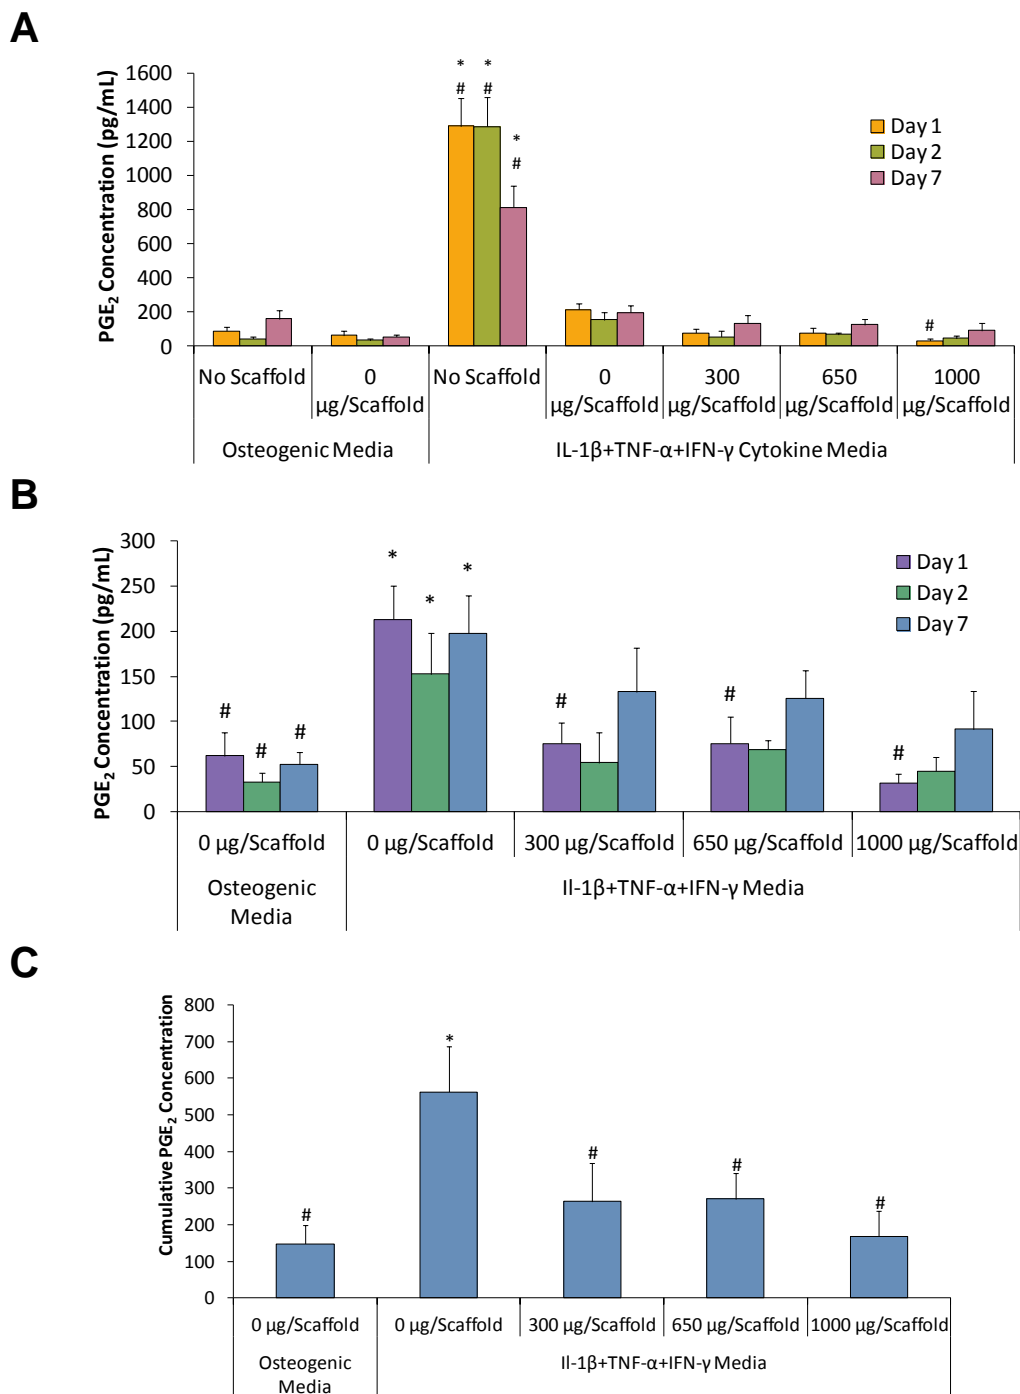 A
PGE₂ Concentration (pg/mL)
1600
1400
1200
1000
800
600
400
200
0
* * 
# # 
*
#
#
Day 1
Day 2
Day 7
No Scaffold 0 No Scaffold 0 300 650 1000
µg/Scaffold µg/Scaffold µg/Scaffold µg/Scaffold µg/Scaffold
Osteogenic Media IL-1β+TNF-α+IFN-γ Cytokine Media
B
PGE₂ Concentration (pg/mL)
300
250
200
150
100
50
0
# # # * * * # # #
Day 1
Day 2
Day 7
0 µg/Scaffold 0 µg/Scaffold 300 µg/Scaffold 650 µg/Scaffold 1000 µg/Scaffold
Osteogenic Il-1β+TNF-α+IFN-γ Media
Media
C
Cumulative PGE₂ Concentration
800
700
600
500
400
300
200
100
0
# * # # #
0 µg/Scaffold 0 µg/Scaffold 300 µg/Scaffold 650 µg/Scaffold 1000 µg/Scaffold
Osteogenic Il-1β+TNF-α+IFN-γ Media
Media